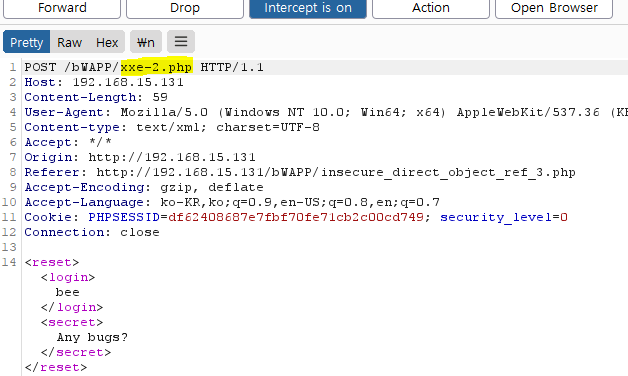 Forward Drop Intercept is on Action Open Browser
Pretty Raw Hex \n
1 POST /bWAPP/xxe-2.php HTTP/1.1
2 Host: 192.168.15.131
3 Content-Length: 59
4 User-Agent: Mozilla/5.0 (Windows NT 10.0; Win64; x64) AppleWebKit/537.36
5 Content-type: text/xml; charset=UTF-8
6 Accept: */*
7 Origin: http://192.168.15.131
8 Referer: http://192.168.15.131/bWAPP/insecure_direct_object_ref_3.php
9 Accept-Encoding: gzip, deflate
10 Accept-Language: ko-KR,ko;q=0.9,en-US;q=0.8,en;q=0.7
11 Cookie: PHPSESSID=df62408687e7fbf70fe71cb2c00cd749; security_level=0
12 Connection: close
13
14 <reset>
<login>
bee
</login>
<secret>
Any bugs?
</secret>
</reset>